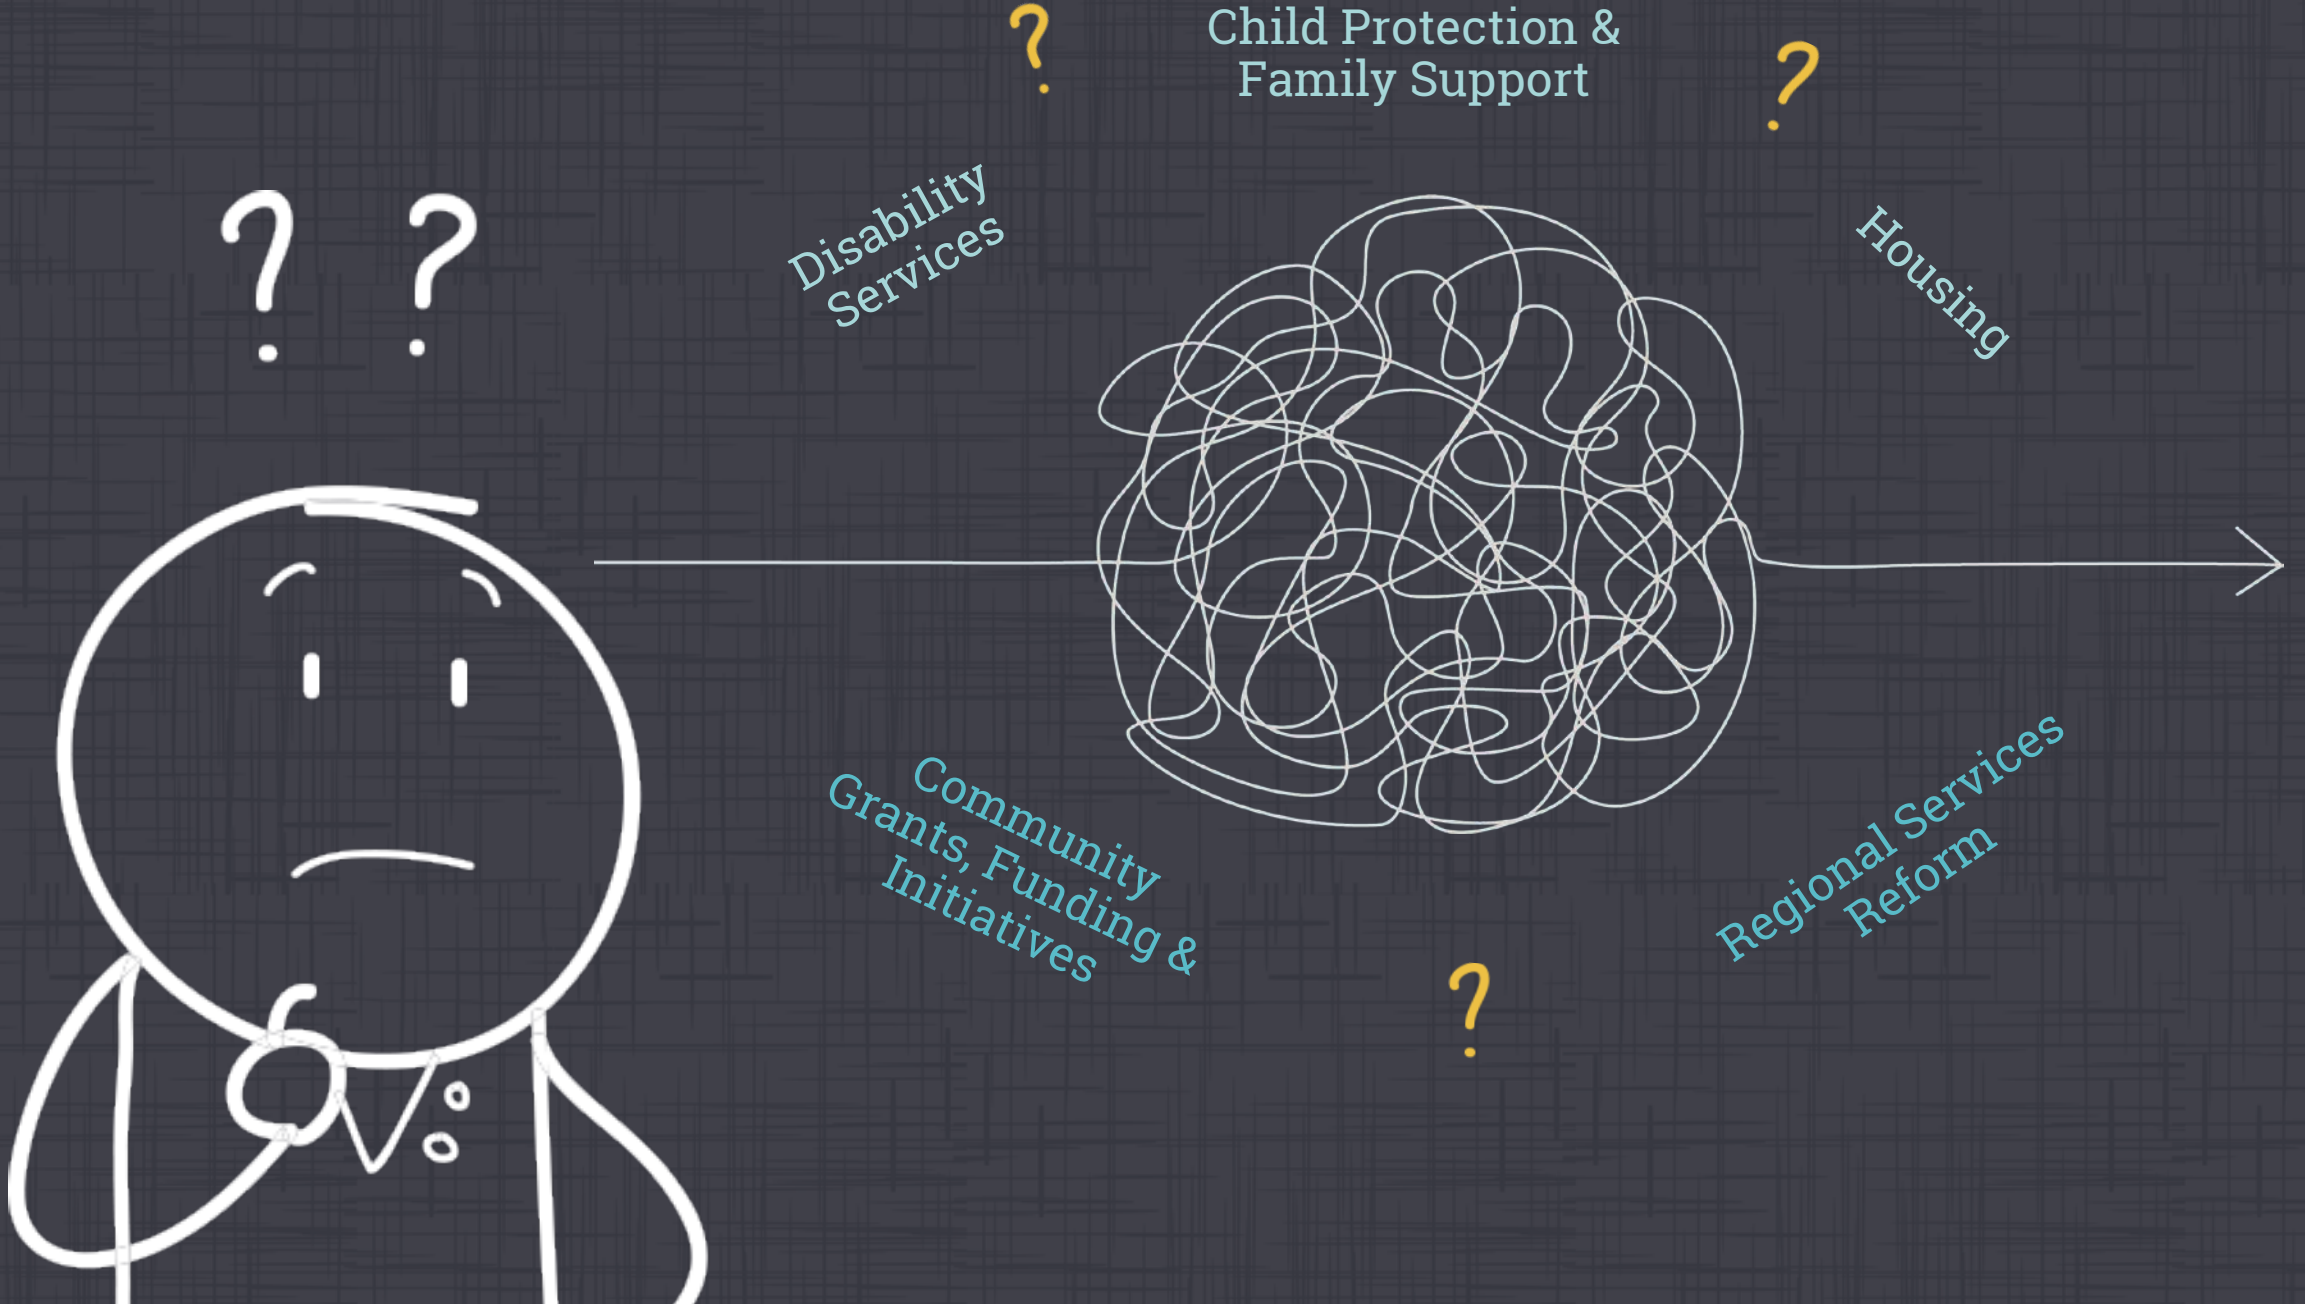 ?
Child Protection &
Family Support
?
? ?
Disability
Services
Housing
Community
Grants, Funding &
Initiatives
Regional Services
Reform
?